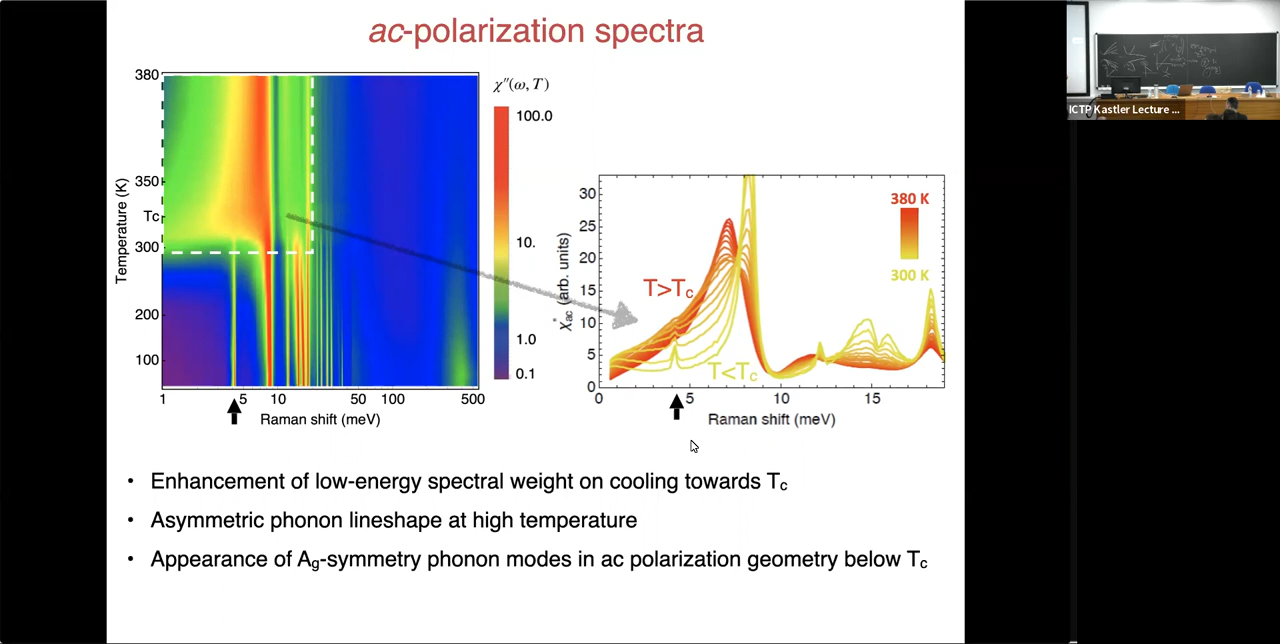 ac-polarization spectra
380
350
Tc
300
200
100
Temperature (K)
1
5
10
50
100
500
Raman shift (meV)
χ″(ω, T)
100.0
10.
1.0
0.1
30
25
20
15
10
5
0
χ″ac (arb. units)
T>Tc
T<Tc
380 K
300 K
0
5
10
15
Raman shift (meV)
• Enhancement of low-energy spectral weight on cooling towards Tc
• Asymmetric phonon lineshape at high temperature
• Appearance of Ag-symmetry phonon modes in ac polarization geometry below Tc
ICTP Kastler Lecture ...